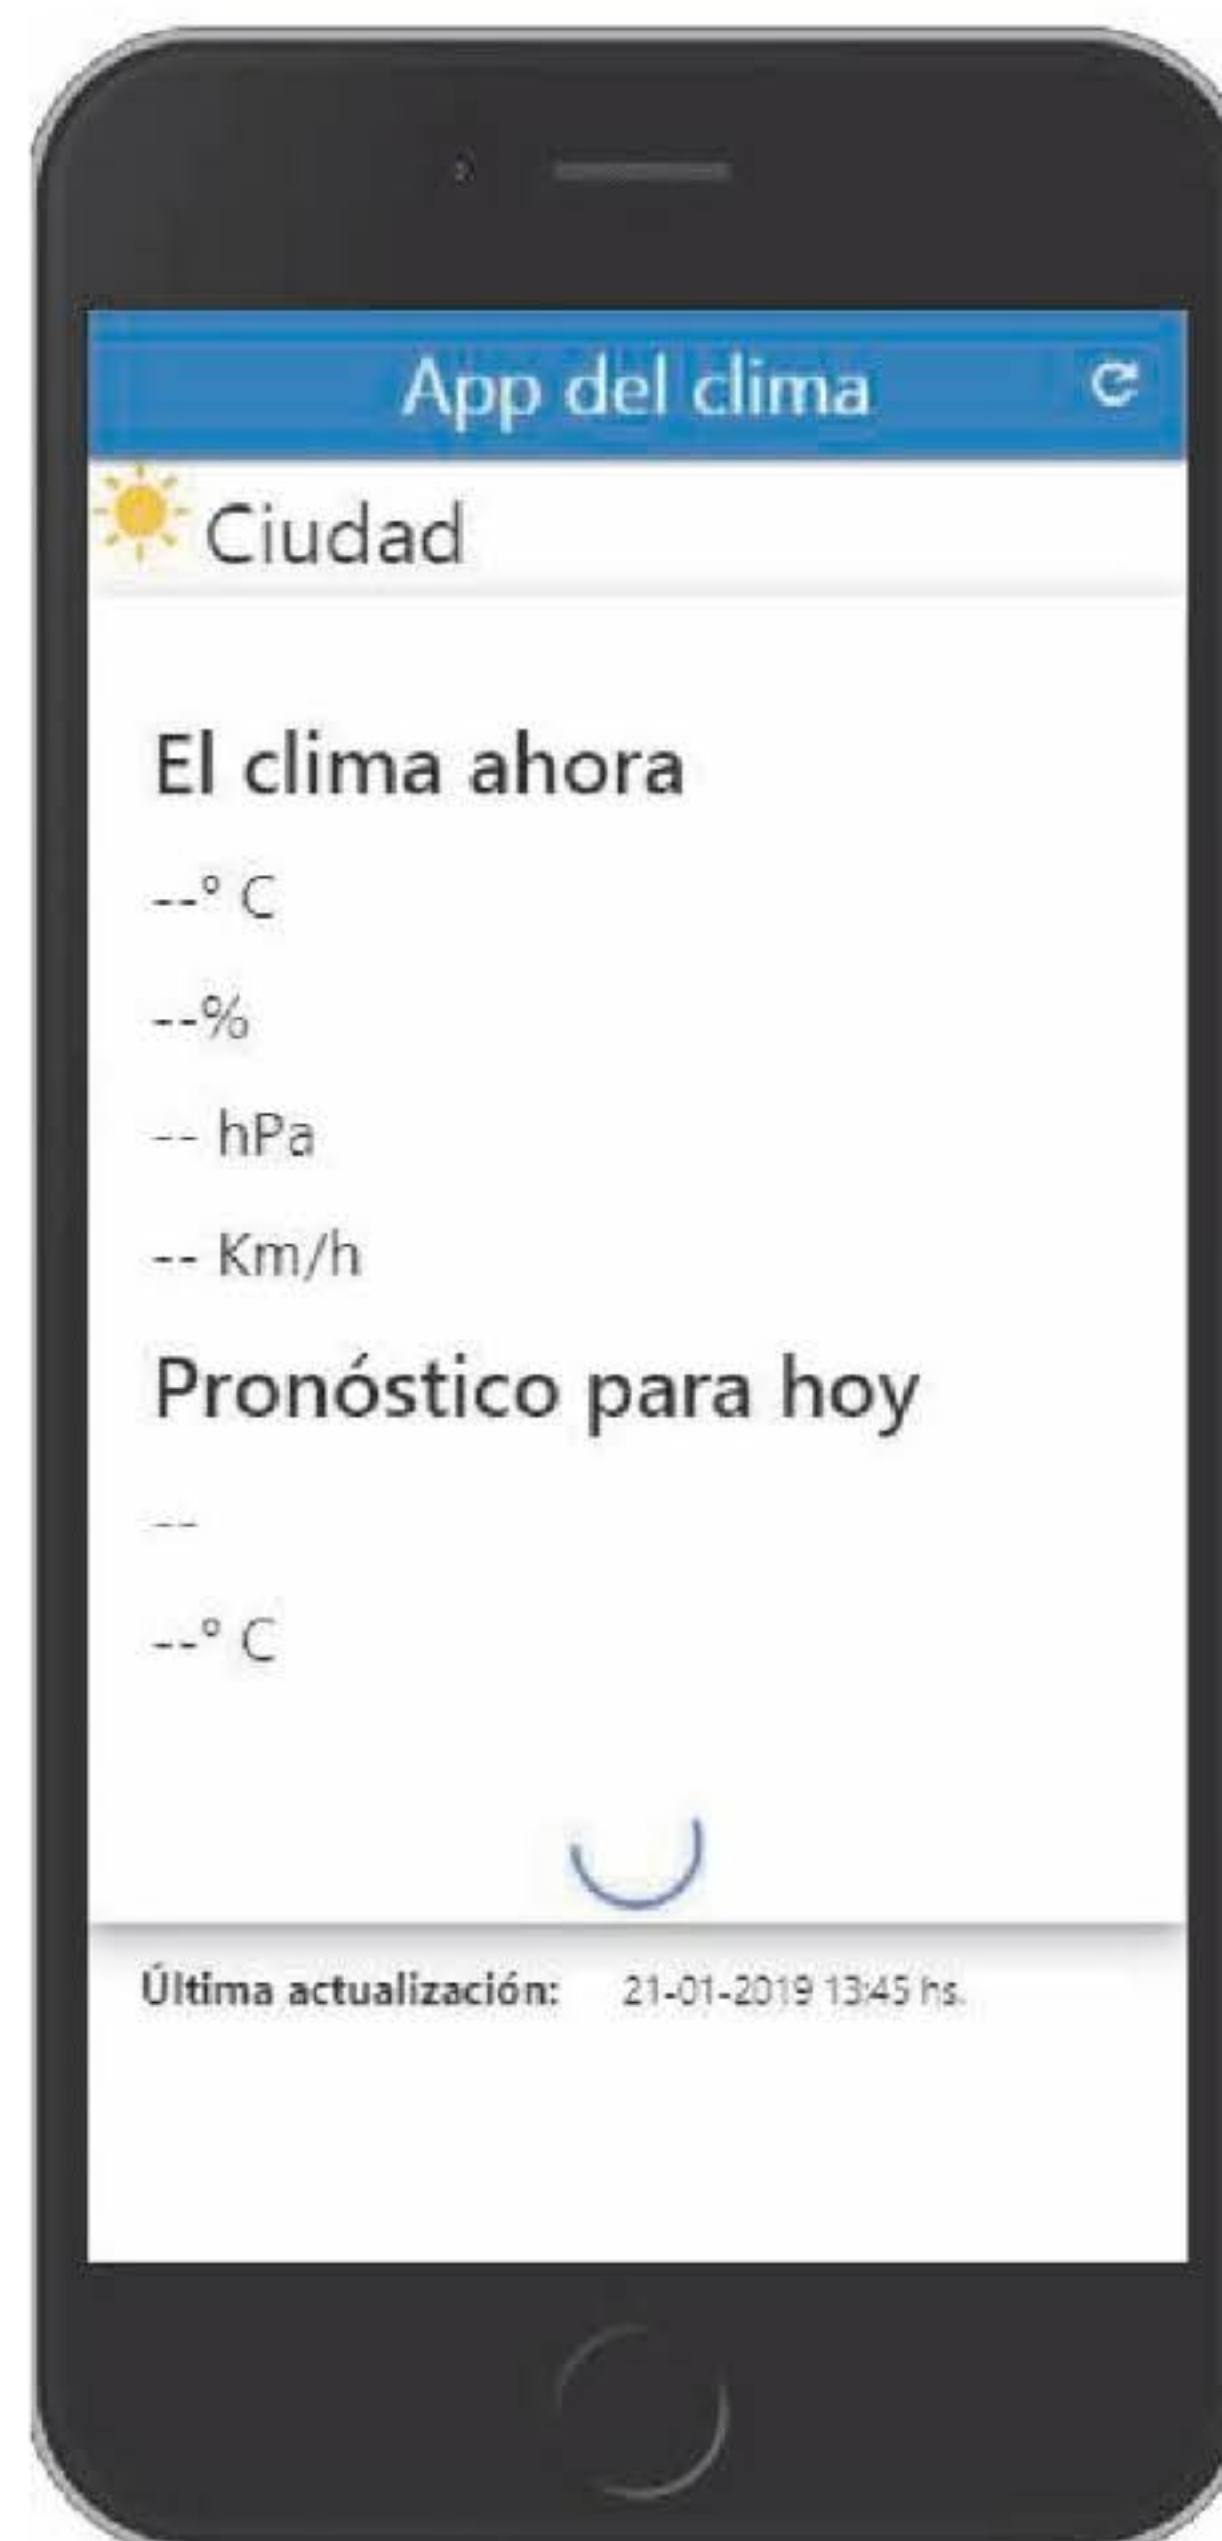 App del clima
Ciudad
El clima ahora
--° C
--%
-- hPa
-- Km/h
Pronóstico para hoy
--
--° C
Última actualización: 21-01-2019 13:45 hs.